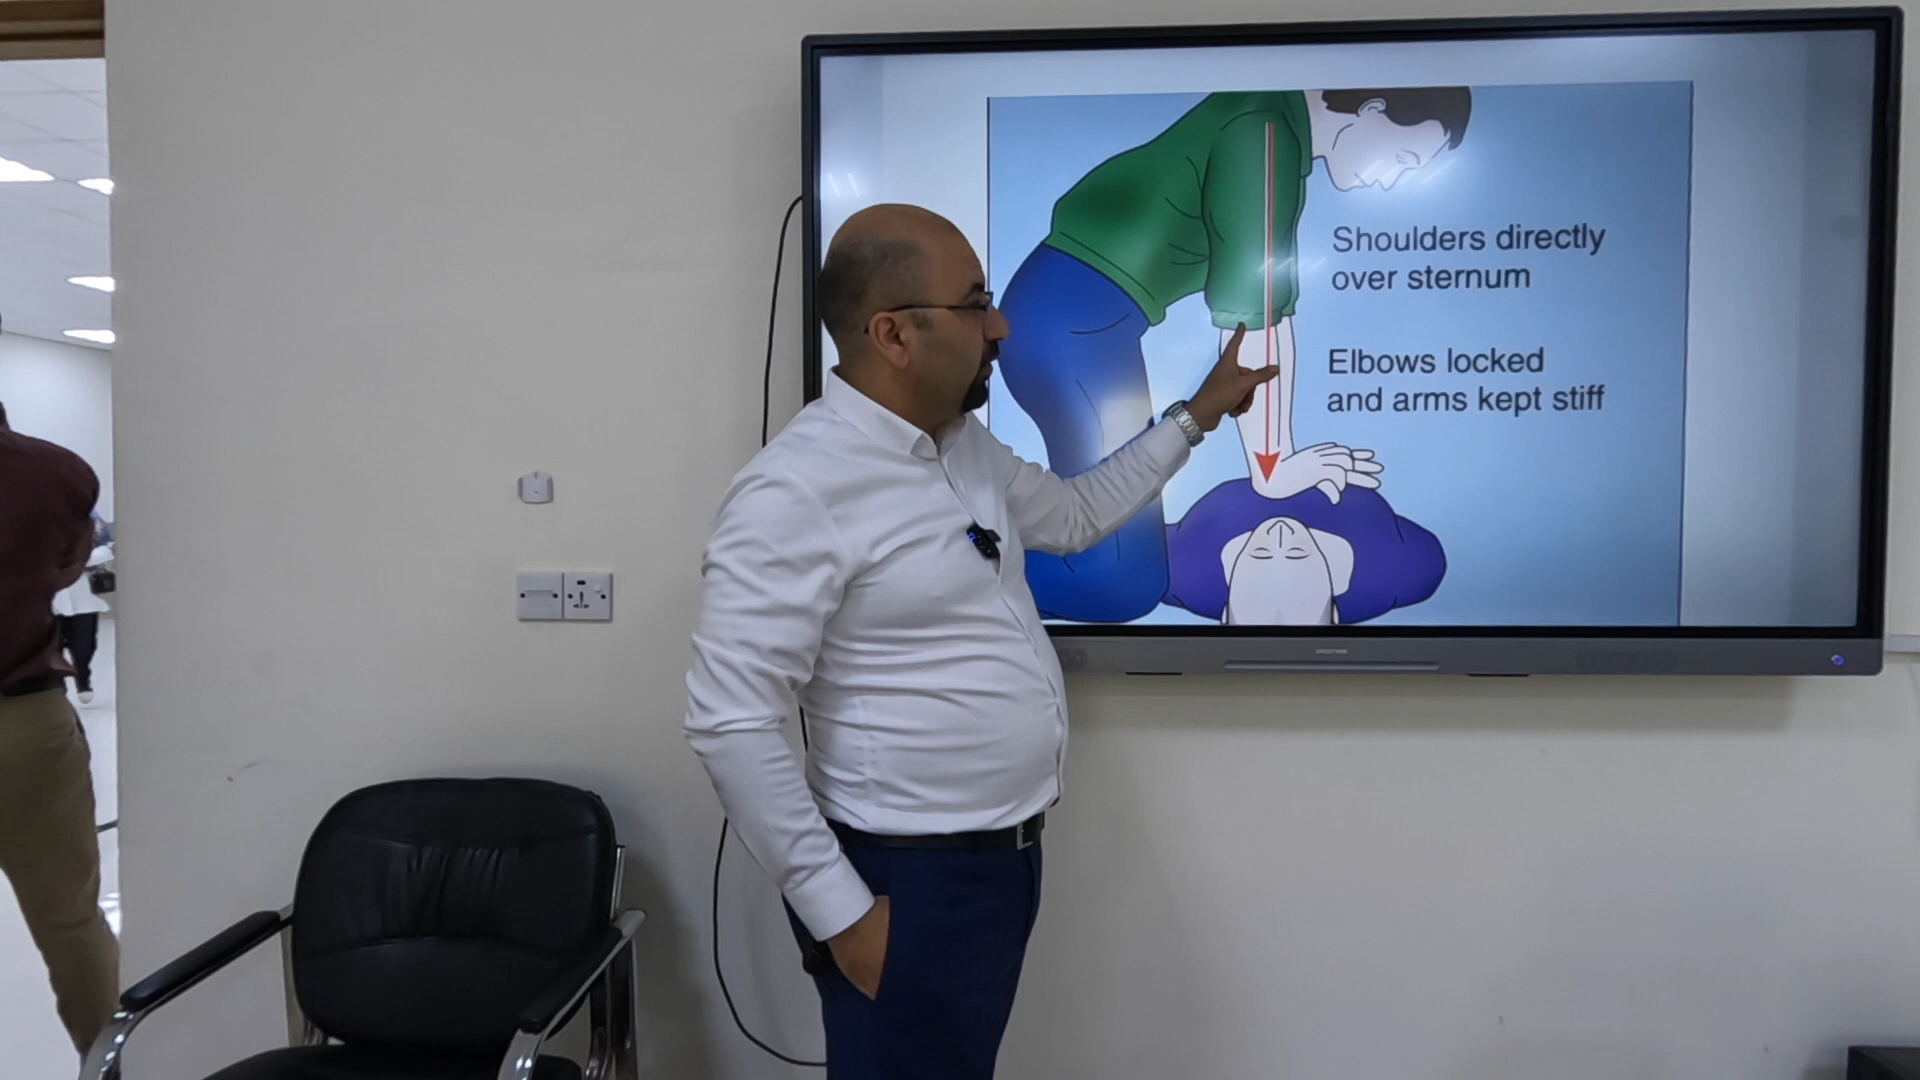 Shoulders directly
over sternum
Elbows locked
and arms kept stiff